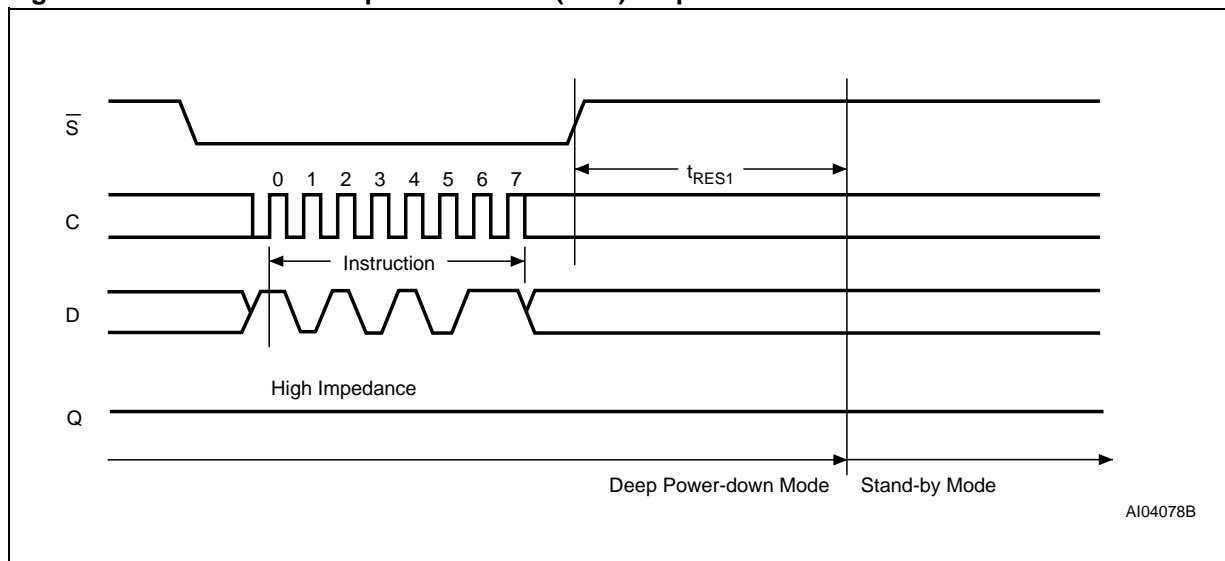 S̅
0 1 2 3 4 5 6 7
tRES1
C
Instruction
D
High Impedance
Q
Deep Power-down Mode Stand-by Mode
AI04078B